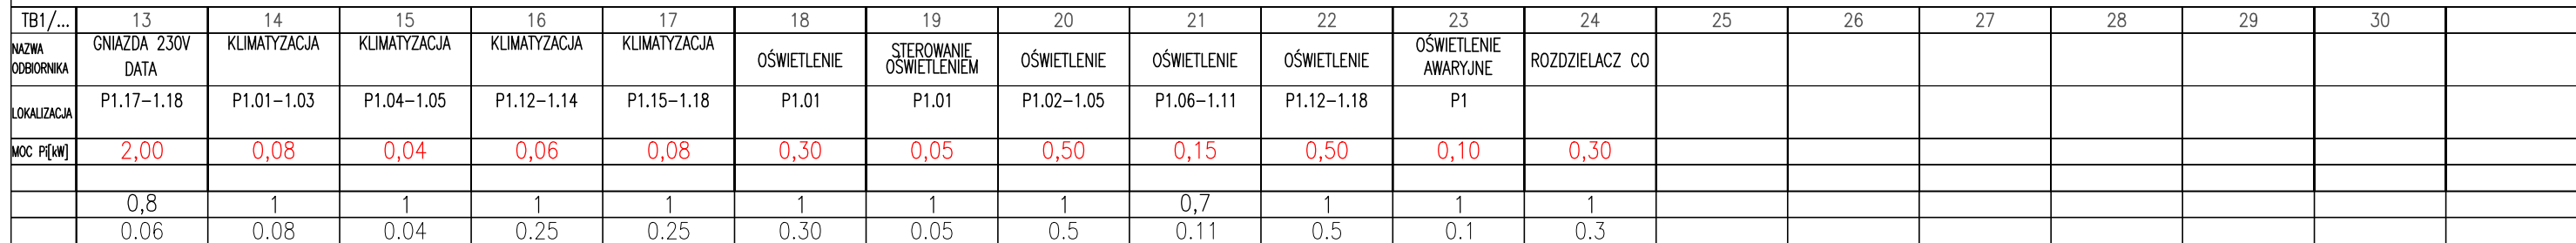 TB1/... 13 14 15 16 17 18 19 20 21 22 23 24 25 26 27 28 29 30
NAZWA ODBIORNIKA GNIAZDA 230V DATA KLIMATYZACJA KLIMATYZACJA KLIMATYZACJA KLIMATYZACJA OŚWIETLENIE STEROWANIE OŚWIETLENIEM OŚWIETLENIE OŚWIETLENIE OŚWIETLENIE OŚWIETLENIE AWARYJNE ROZDZIELACZ CO
LOKALIZACJA P1.17-1.18 P1.01-1.03 P1.04-1.05 P1.12-1.14 P1.15-1.18 P1.01 P1.01 P1.02-1.05 P1.06-1.11 P1.12-1.18 P1
MOC Pi[kW] 2,00 0,08 0,04 0,06 0,08 0,30 0,05 0,50 0,15 0,50 0,10 0,30
0,8 1 1 1 1 1 1 1 0,7 1 1 1
0.06 0.08 0.04 0.25 0.25 0.30 0.05 0.5 0.11 0.5 0.1 0.3